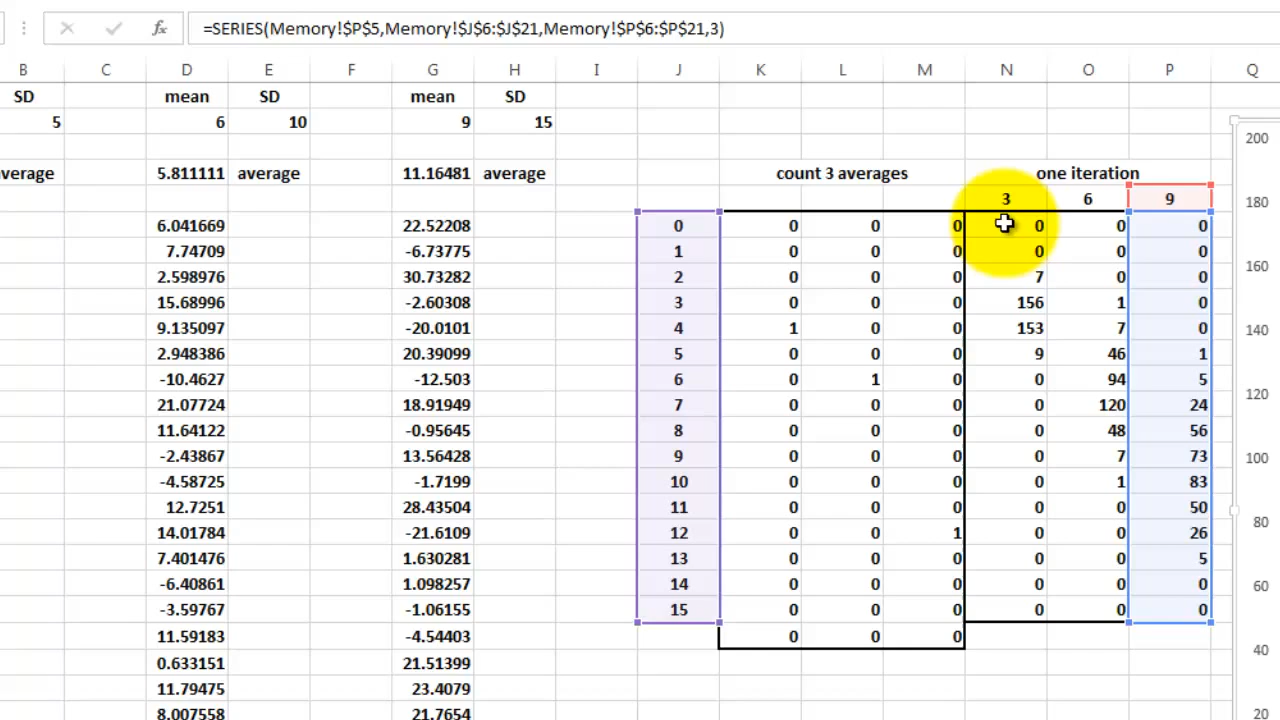 =SERIES(Memory!$P$5,Memory!$J$6:$J$21,Memory!$P$6:$P$21,3)
B C D E F G H I J K L M N O P Q
SD mean SD mean SD
5 6 10 9 15 200
verage 5.811111 average 11.16481 average count 3 averages one iteration
3 6 9 180
6.041669 22.52208 0 0 0 0 0 0 0
7.74709 -6.73775 1 0 0 0 0 0 0
2.598976 30.73282 2 0 0 0 7 0 0 160
15.68996 -2.60308 3 0 0 0 156 1 0
9.135097 -20.0101 4 1 0 0 153 7 0 140
2.948386 20.39099 5 0 0 0 9 46 1
-10.4627 -12.503 6 0 1 0 0 94 5
21.07724 18.91949 7 0 0 0 0 120 24 120
11.64122 -0.95645 8 0 0 0 0 48 56
-2.43867 13.56428 9 0 0 0 0 7 73 100
-4.58725 -1.7199 10 0 0 0 0 1 83
12.7251 28.43504 11 0 0 0 0 0 50
14.01784 -21.6109 12 0 0 1 0 0 26 80
7.401476 1.630281 13 0 0 0 0 0 5
-6.40861 1.098257 14 0 0 0 0 0 0 60
-3.59767 -1.06155 15 0 0 0 0 0 0
11.59183 -4.54403 0 0 0 40
0.633151 21.51399
11.79475 23.4079
8.007558 21.7654 20